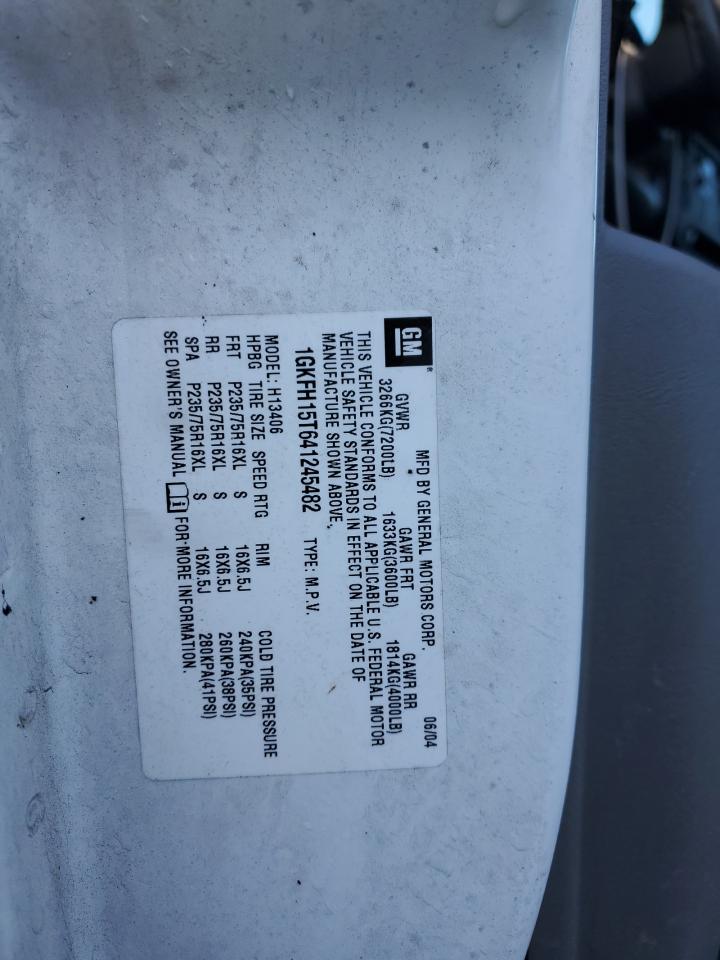 GM®
MFD BY GENERAL MOTORS CORP. 06/04
GVWR GAWR FRT GAWR RR
3266KG(7200LB) 1633KG(3600LB) 1814KG(4000LB)
THIS VEHICLE CONFORMS TO ALL APPLICABLE U.S. FEDERAL MOTOR
VEHICLE SAFETY STANDARDS IN EFFECT ON THE DATE OF
MANUFACTURE SHOWN ABOVE.
1GKFH15T641245482 TYPE: M.P.V.
MODEL: H13406
HPBG TIRE SIZE SPEED RTG RIM COLD TIRE PRESSURE
FRT P235/75R16XL S 16X6.5J 240KPA(35PSI)
RR P235/75R16XL S 16X6.5J 260KPA(38PSI)
SPA P235/75R16XL S 16X6.5J 280KPA(41PSI)
SEE OWNER'S MANUAL i FOR MORE INFORMATION.